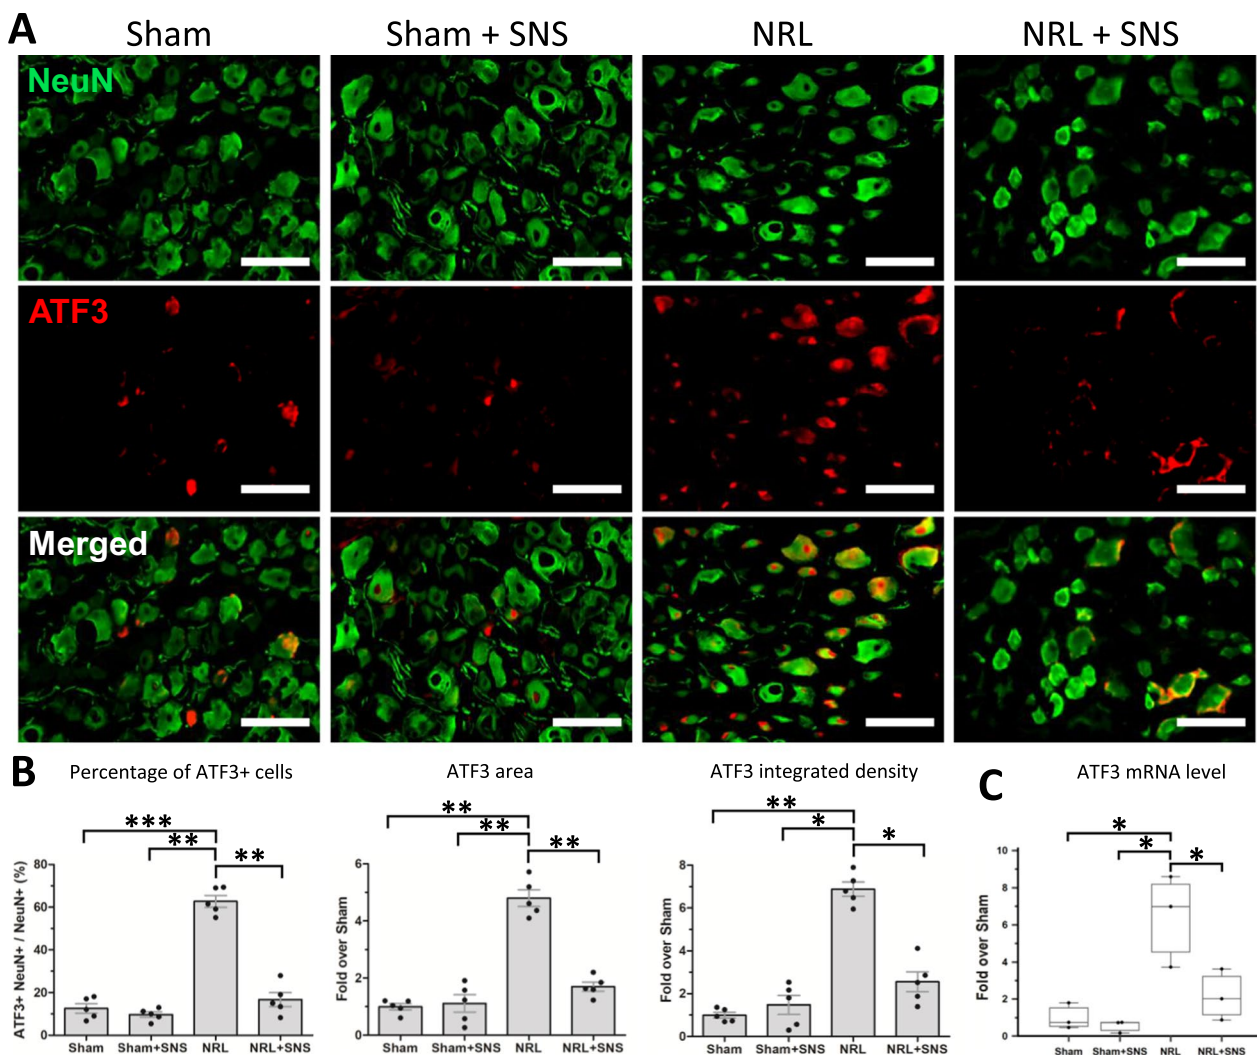 A
Sham
Sham + SNS
NRL
NRL + SNS
NeuN
ATF3
Merged
B
Percentage of ATF3+ cells
ATF3+ NeuN+ / NeuN+ (%)
80
60
40
20
0
***
**
**
Sham
Sham+SNS
NRL
NRL+SNS
ATF3 area
Fold over Sham
6
4
2
0
**
**
**
Sham
Sham+SNS
NRL
NRL+SNS
ATF3 integrated density
Fold over Sham
8
6
4
2
0
**
*
*
Sham
Sham+SNS
NRL
NRL+SNS
C
ATF3 mRNA level
Fold over Sham
10
8
6
4
2
0
*
*
*
Sham
Sham+SNS
NRL
NRL+SNS